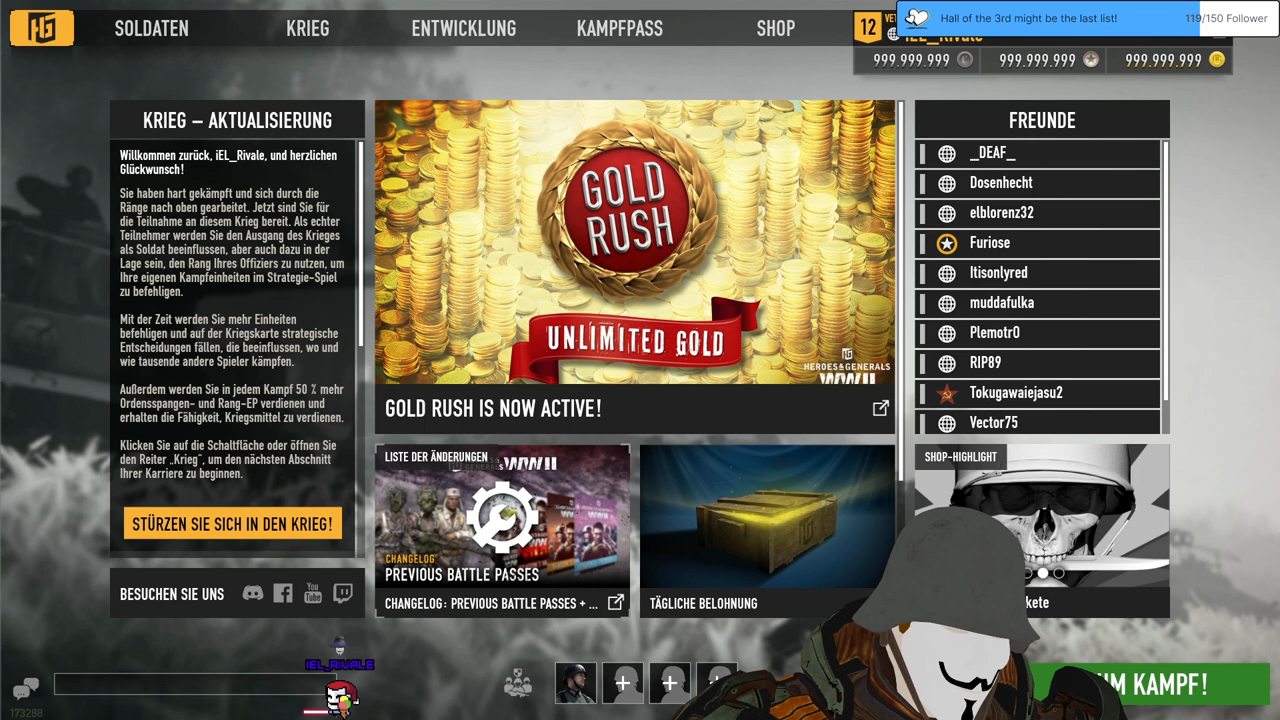 SOLDATEN
KRIEG
ENTWICKLUNG
KAMPFPASS
SHOP
12
Hall of the 3rd might be the last list!
119/150 Follower
999.999.999
999.999.999
999.999.999
KRIEG – AKTUALISIERUNG
Willkommen zurück, iEL_Rivale, und herzlichen
Glückwunsch!
Sie haben hart gekämpft und sich durch die
Ränge nach oben gearbeitet. Jetzt sind Sie für
die Teilnahme an diesem Krieg bereit. Als echter
Teilnehmer werden Sie den Ausgang des Krieges
als Soldat beeinflussen, aber auch dazu in der
Lage sein, den Rang Ihres Offiziers zu nutzen, um
Ihre eigenen Kampfeinheiten im Strategie-Spiel
zu befehligen.
Mit der Zeit werden Sie mehr Einheiten
befehligen und auf der Kriegskarte strategische
Entscheidungen fällen, die beeinflussen, wo und
wie tausende andere Spieler kämpfen.
Außerdem werden Sie in jedem Kampf 50 % mehr
Ordensspangen- und Rang-EP verdienen und
erhalten die Fähigkeit, Kriegsmittel zu verdienen.
Klicken Sie auf die Schaltfläche oder öffnen Sie
den Reiter „Krieg“, um den nächsten Abschnitt
Ihrer Karriere zu beginnen.
STÜRZEN SIE SICH IN DEN KRIEG!
BESUCHEN SIE UNS
You
Tube
GOLD
RUSH
UNLIMITED GOLD
HEROES & GENERALS
WWII
GOLD RUSH IS NOW ACTIVE!
LISTE DER ÄNDERUNGEN
WWII
CHANGELOG
PREVIOUS BATTLE PASSES
CHANGELOG: PREVIOUS BATTLE PASSES + ...
TÄGLICHE BELOHNUNG
FREUNDE
_DEAF_
Dosenhecht
elblorenz32
Furiose
Itisonlyred
muddafulka
Plemotr0
RIP89
Tokugawaiejasu2
Vector75
SHOP-HIGHLIGHT
kete
IEL_RIVALE
UM KAMPF!
173288